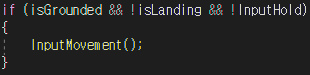 if (isGrounded && !isLanding && !InputHold)
{
InputMovement();
}